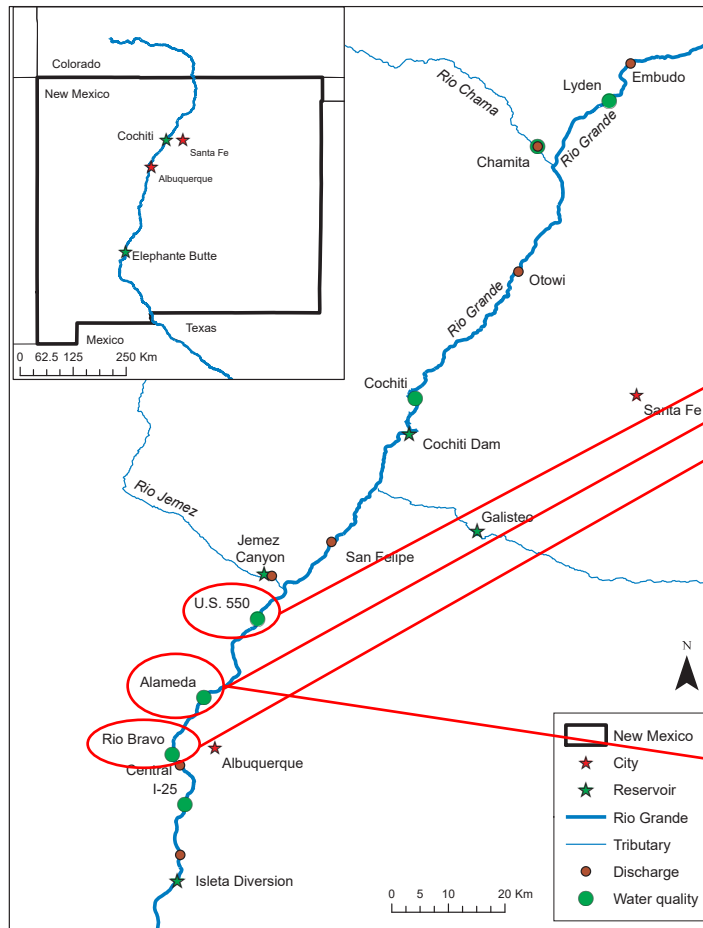 Colorado
New Mexico
Cochiti
Santa Fe
Albuquerque
Elephante Butte
Texas
Mexico
0 62.5 125 250 Km
Rio Chama
Lyden
Embudo
Chamita
Rio Grande
Otowi
Rio Grande
Cochiti
Santa Fe
Cochiti Dam
Rio Jemez
Galisteo
Jemez
Canyon
San Felipe
U.S. 550
N
Alameda
Rio Bravo
Central
Albuquerque
I-25
Isleta Diversion
0 5 10 20 Km
New Mexico
City
Reservoir
Rio Grande
Tributary
Discharge
Water quality